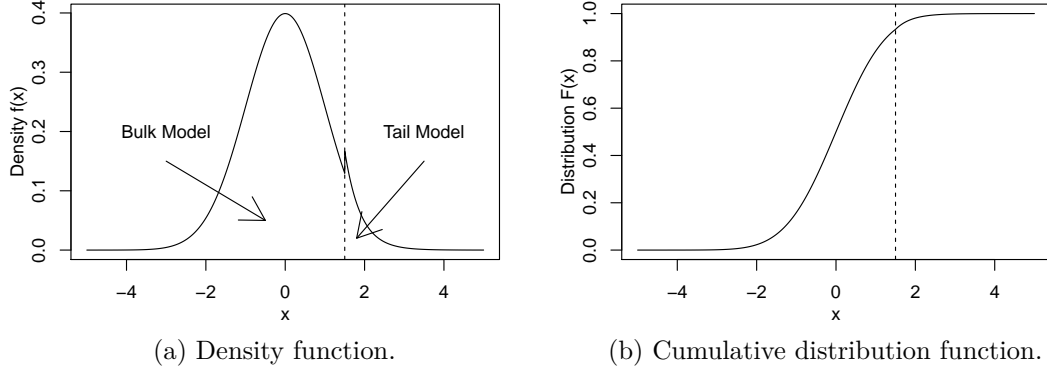 Density f(x)
0.0
0.1
0.2
0.3
0.4
Bulk Model
Tail Model
−4 −2 0 2 4
x
(a) Density function.
Distribution F(x)
0.0
0.2
0.4
0.6
0.8
1.0
−4 −2 0 2 4
x
(b) Cumulative distribution function.